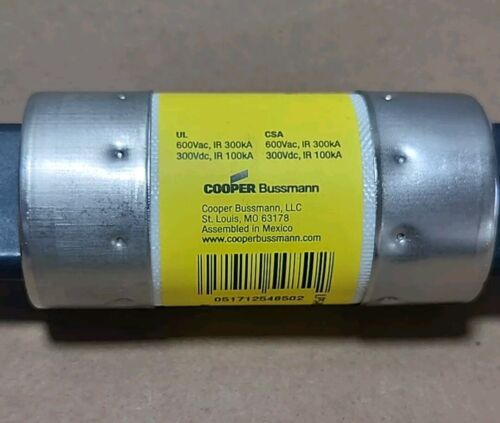 UL CSA
600Vac, IR 300kA 600Vac, IR 300kA
300Vdc, IR 100kA 300Vdc, IR 100kA
COOPER Bussmann
Cooper Bussmann, LLC
St. Louis, MO 63178
Assembled in Mexico
www.cooperbussmann.com
051712548502